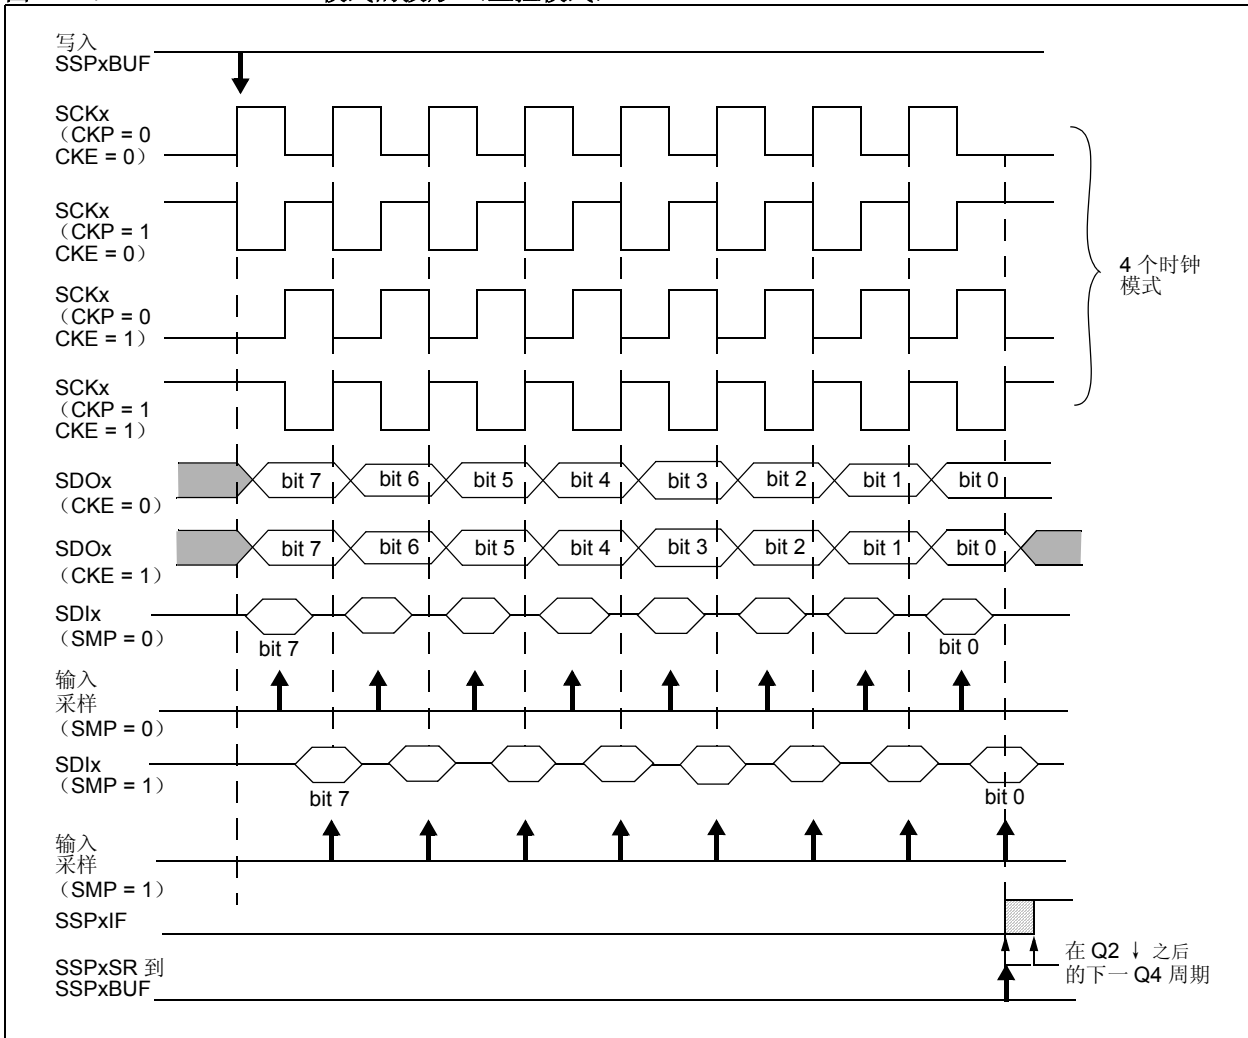 写入
SSPxBUF
SCKx
（CKP = 0
CKE = 0）
SCKx
（CKP = 1
CKE = 0）
SCKx
（CKP = 0
CKE = 1）
SCKx
（CKP = 1
CKE = 1）
4 个时钟
模式
SDOx
（CKE = 0）
bit 7 bit 6 bit 5 bit 4 bit 3 bit 2 bit 1 bit 0
SDOx
（CKE = 1）
bit 7 bit 6 bit 5 bit 4 bit 3 bit 2 bit 1 bit 0
SDIx
（SMP = 0）
bit 7 bit 0
输入
采样
（SMP = 0）
SDIx
（SMP = 1）
bit 7 bit 0
输入
采样
（SMP = 1）
SSPxIF
在 Q2 ↓ 之后
的下一 Q4 周期
SSPxSR 到
SSPxBUF